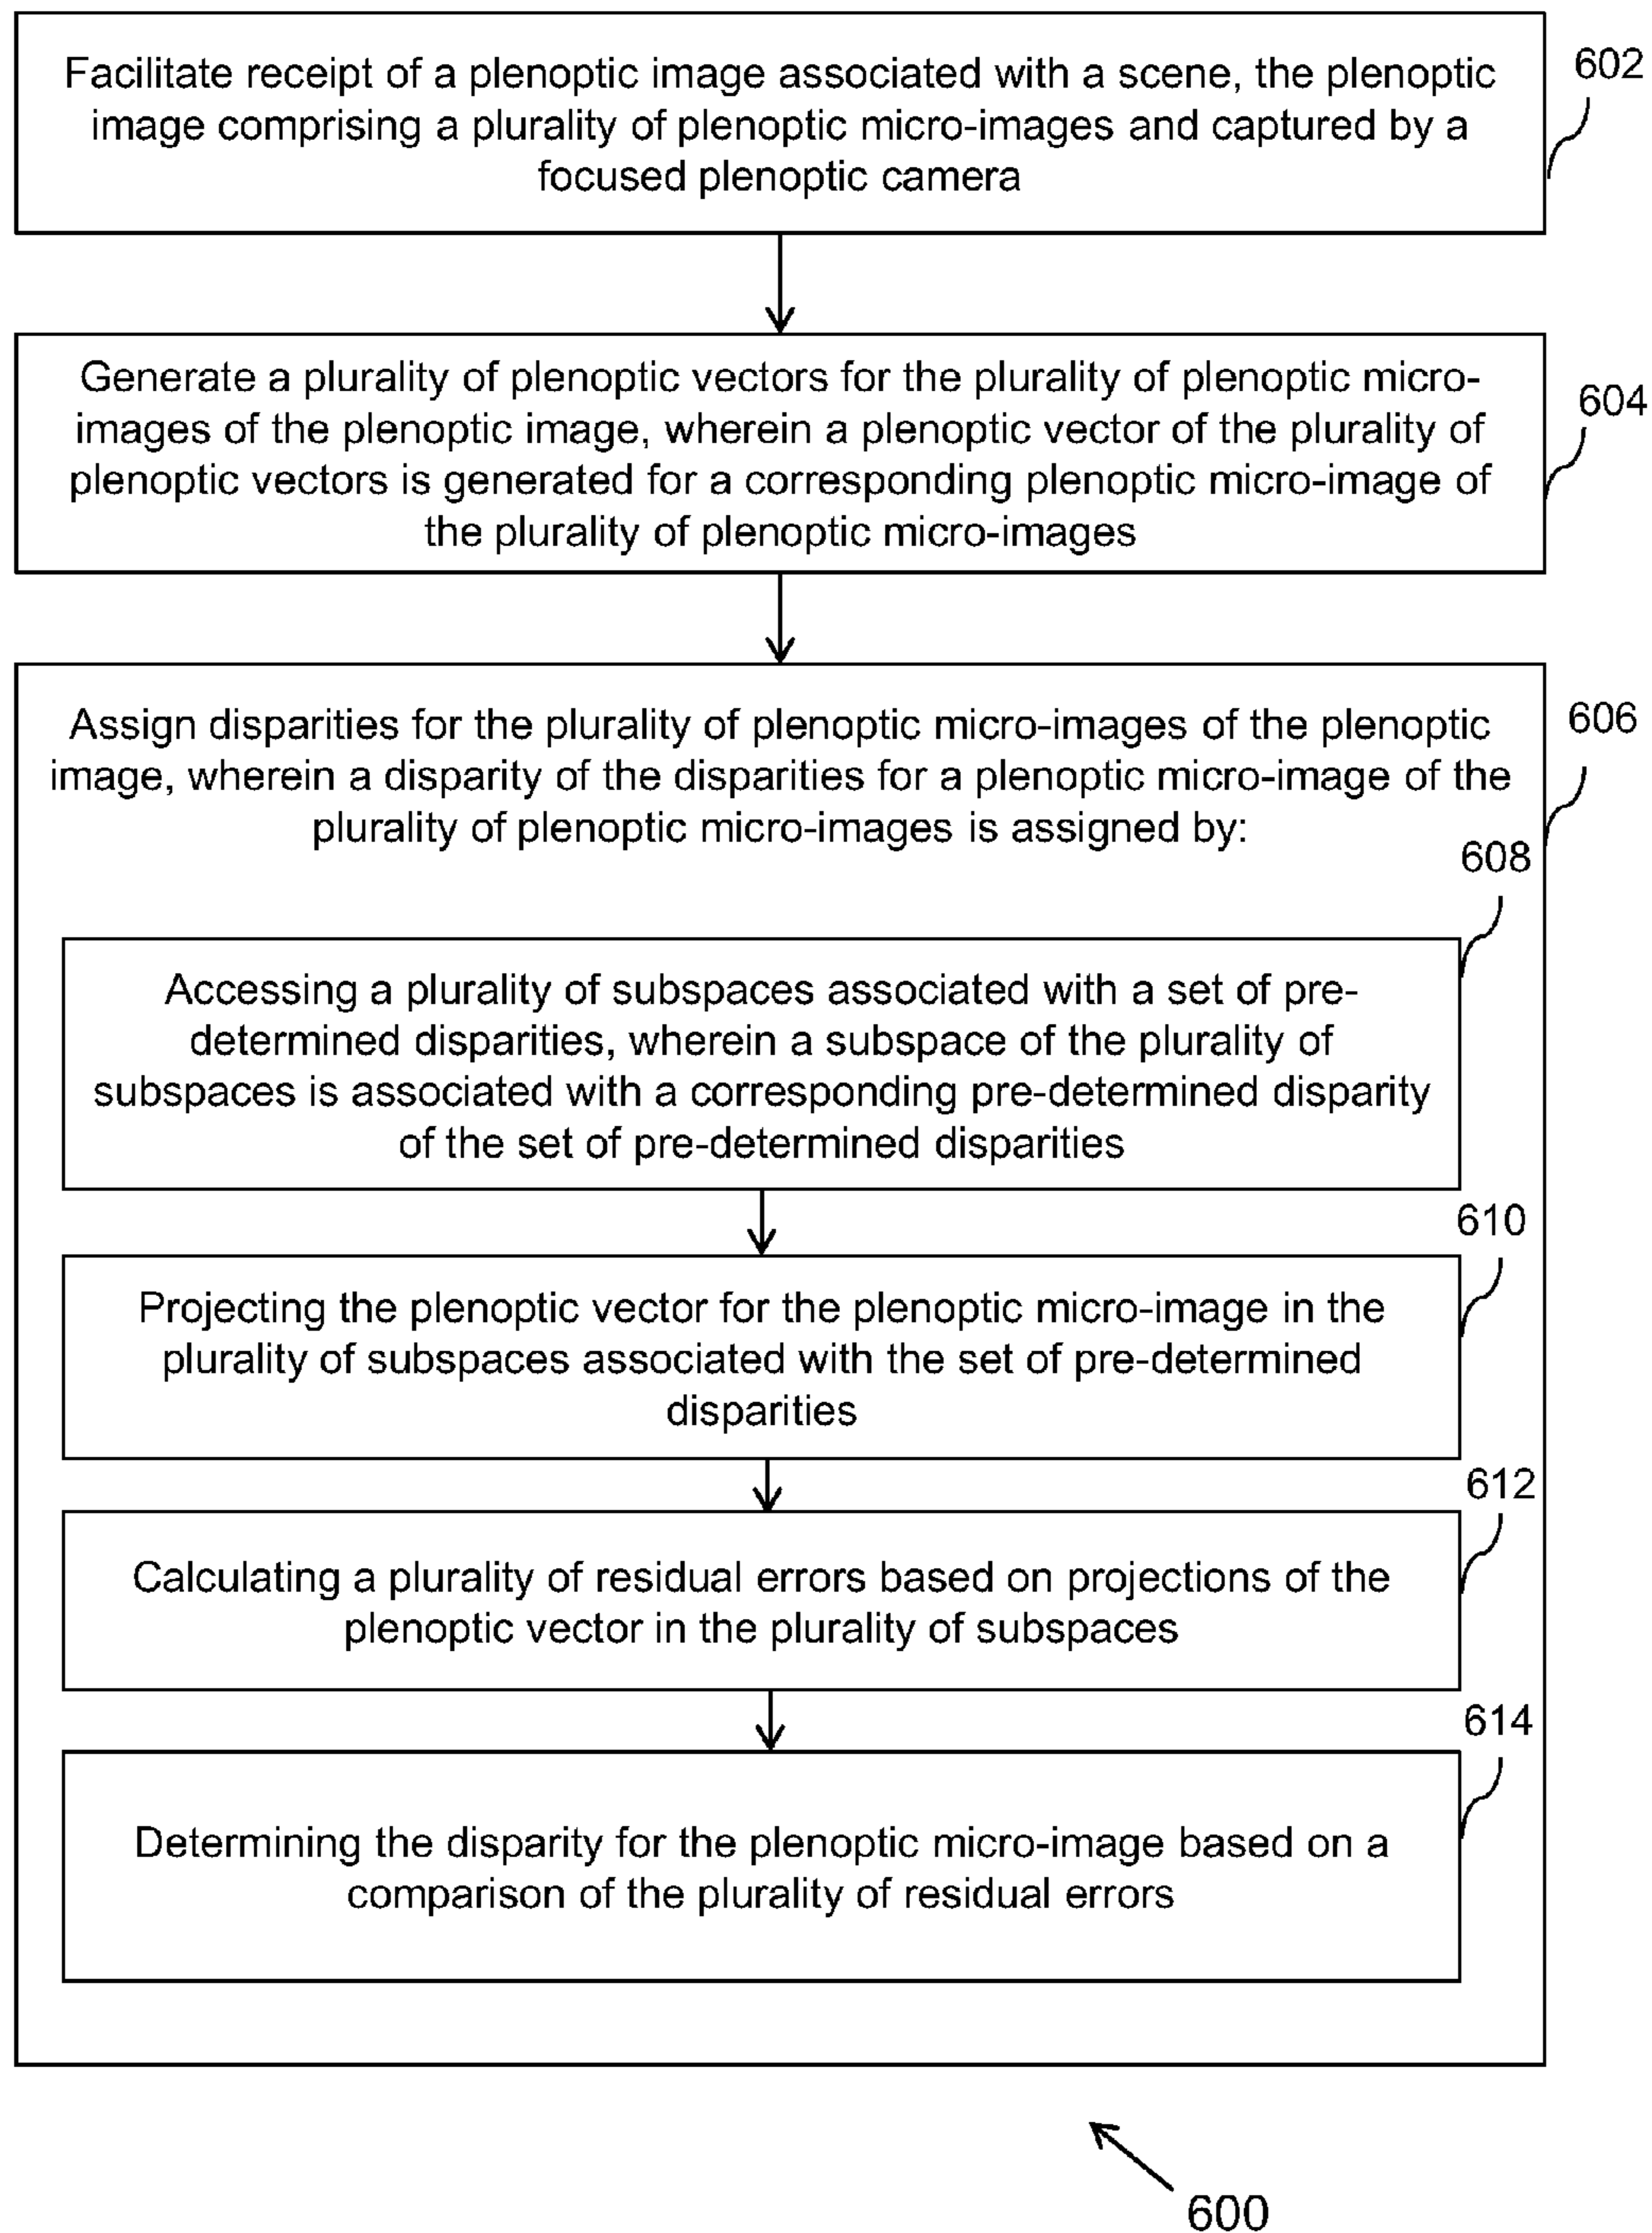 Facilitate receipt of a plenoptic image associated with a scene, the plenoptic
image comprising a plurality of plenoptic micro-images and captured by a
focused plenoptic camera
602
Generate a plurality of plenoptic vectors for the plurality of plenoptic micro-
images of the plenoptic image, wherein a plenoptic vector of the plurality of
plenoptic vectors is generated for a corresponding plenoptic micro-image of
the plurality of plenoptic micro-images
604
Assign disparities for the plurality of plenoptic micro-images of the plenoptic
image, wherein a disparity of the disparities for a plenoptic micro-image of the
plurality of plenoptic micro-images is assigned by:
606
608
Accessing a plurality of subspaces associated with a set of pre-
determined disparities, wherein a subspace of the plurality of
subspaces is associated with a corresponding pre-determined disparity
of the set of pre-determined disparities
610
Projecting the plenoptic vector for the plenoptic micro-image in the
plurality of subspaces associated with the set of pre-determined
disparities
612
Calculating a plurality of residual errors based on projections of the
plenoptic vector in the plurality of subspaces
614
Determining the disparity for the plenoptic micro-image based on a
comparison of the plurality of residual errors
600